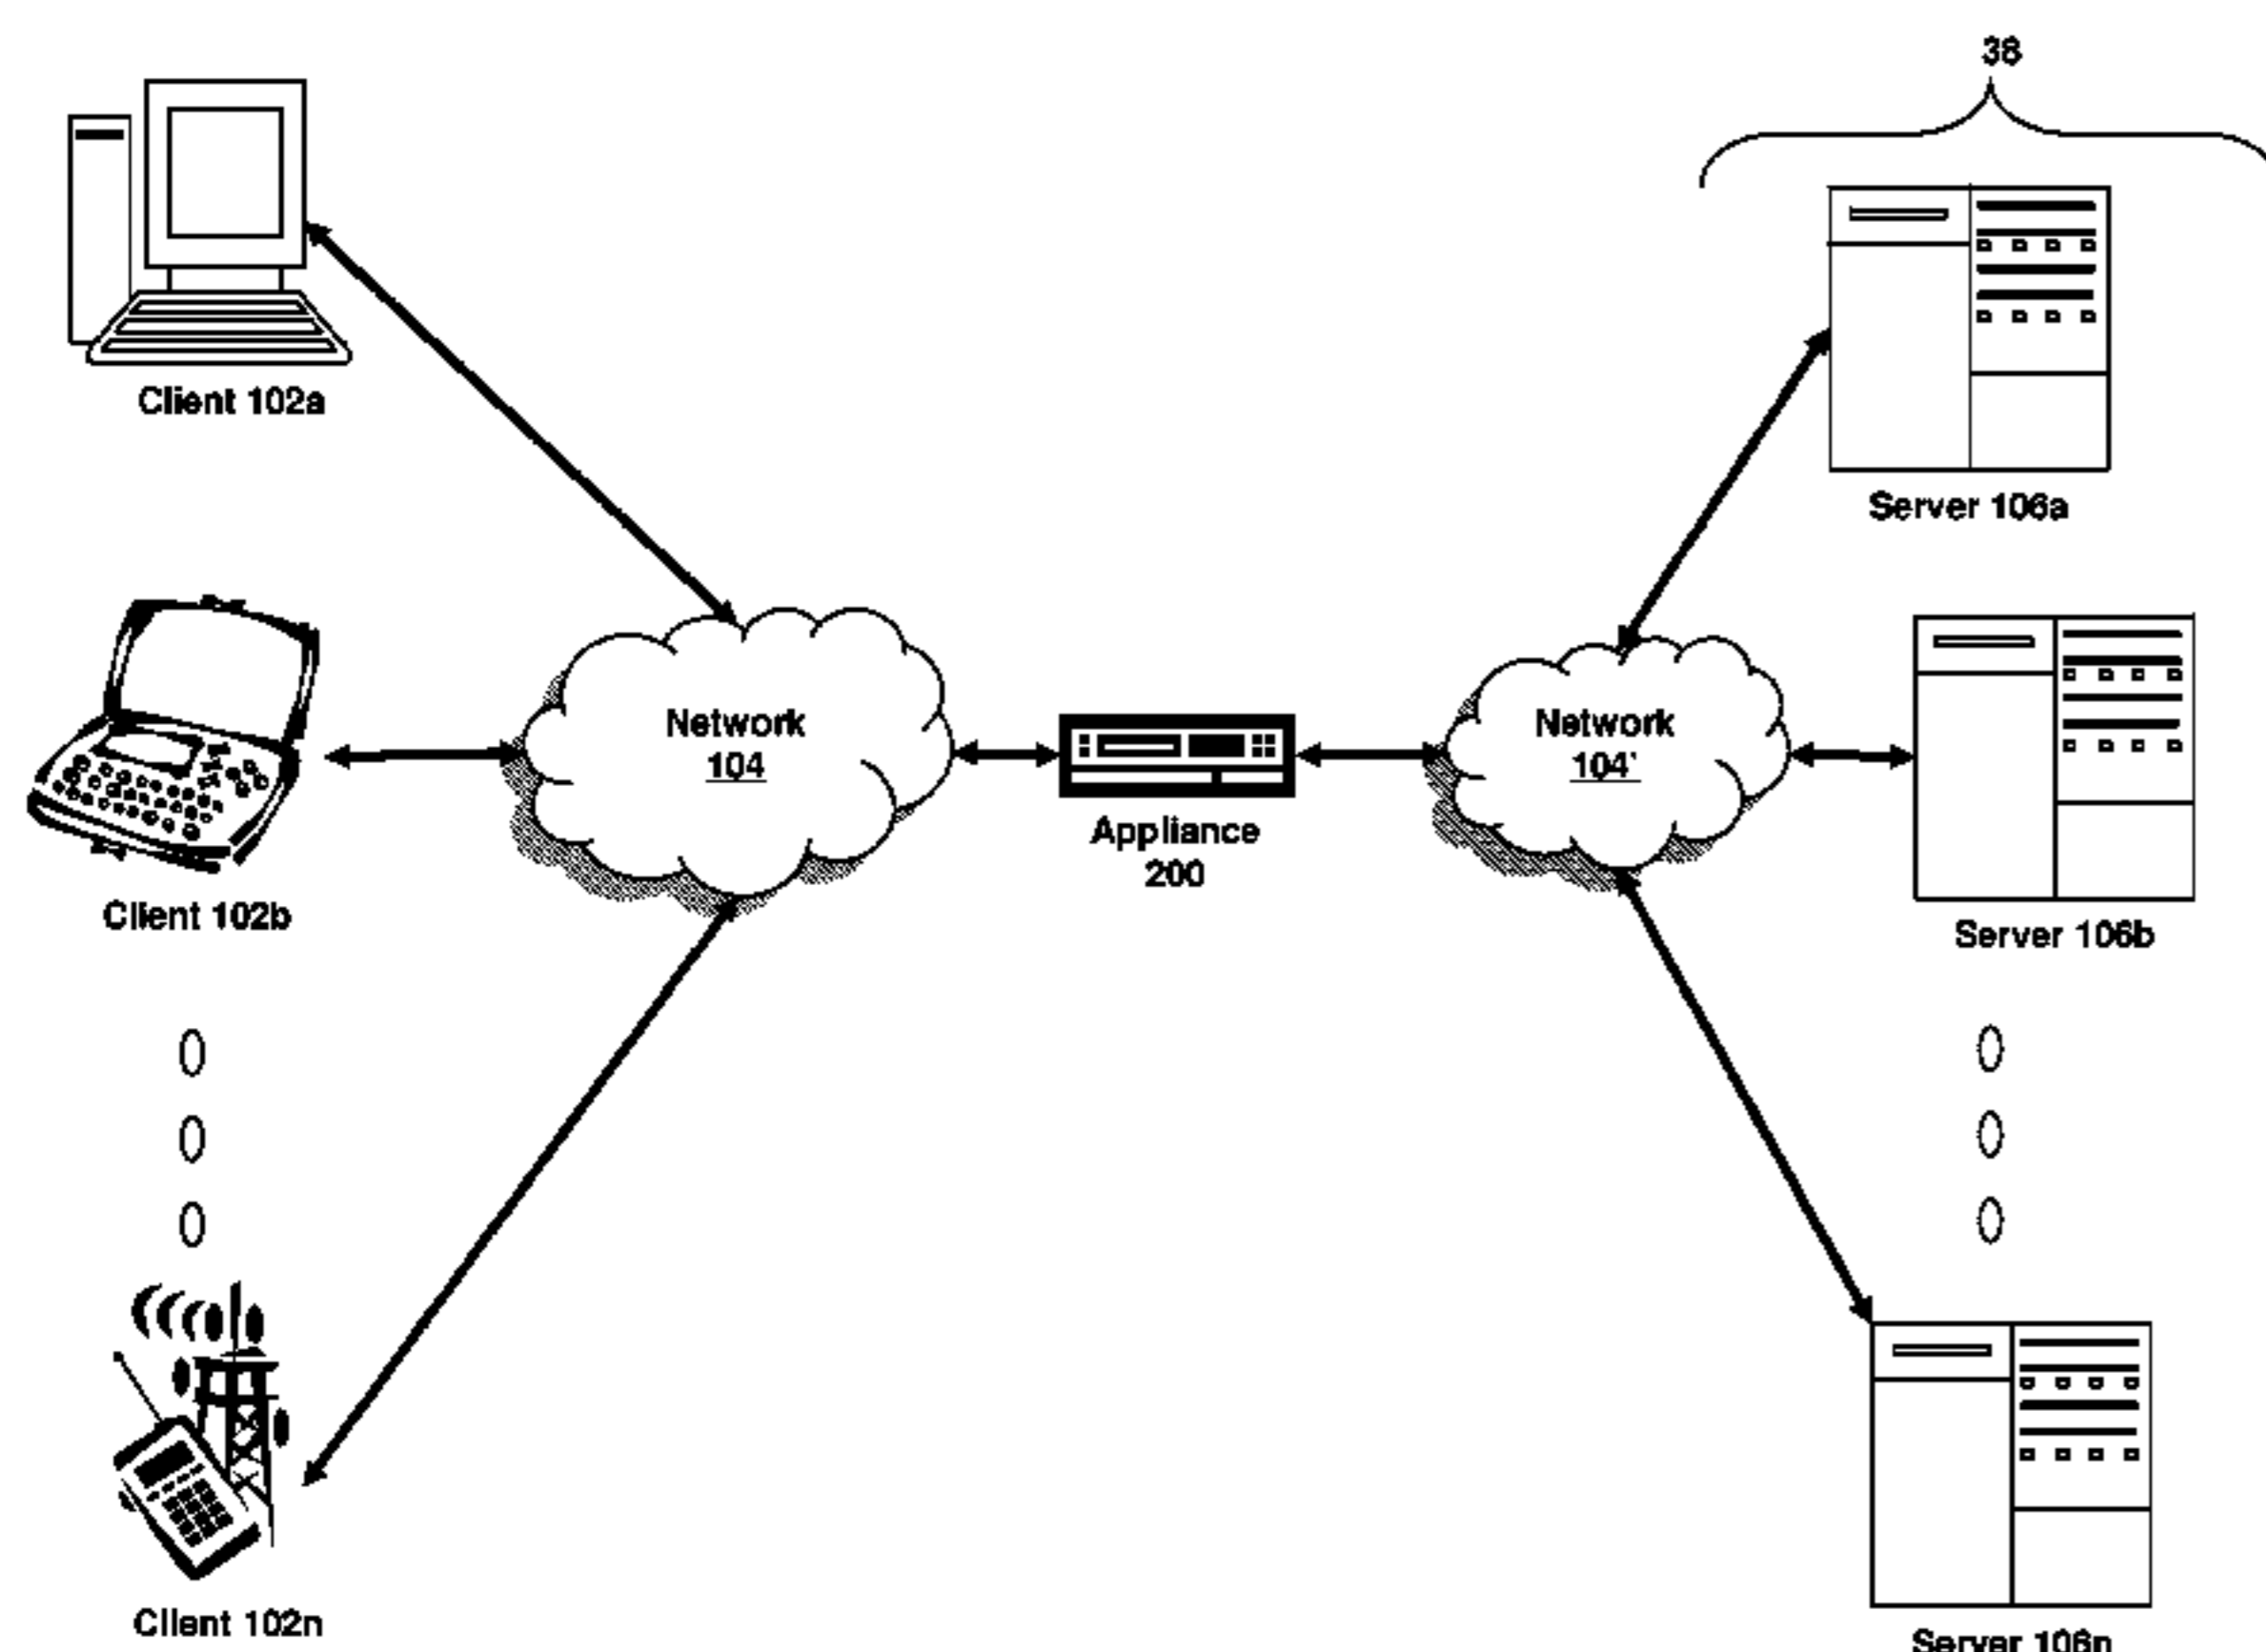 38
Client 102a
Server 106a
Network
104
Network
104'
Appliance
200
Client 102b
Server 106b
Client 102n
Server 106n